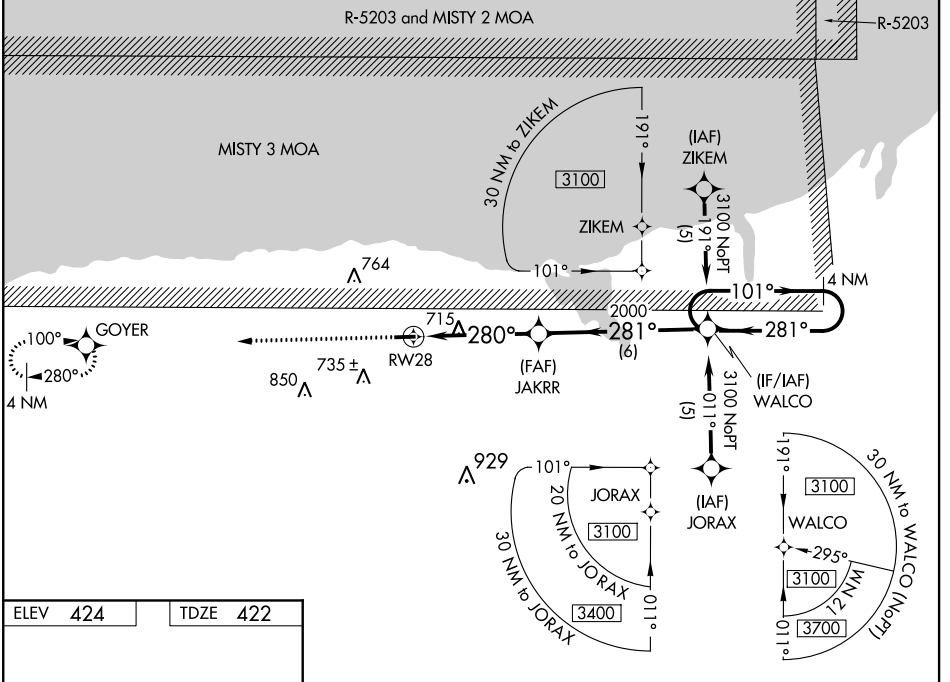 R-5203 and MISTY 2 MOA
R-5203
MISTY 3 MOA
30 NM to ZIKEM
3100
191°
ZIKEM
101°
(IAF)
ZIKEM
3100 NoPT
191°
(5)
764
4 NM
101°
2000
GOYER
100°
280°
4 NM
715
280°
281°
(6)
281°
RW28
735 ±
850
(FAF)
JAKRR
(IF/IAF)
WALCO
3100 NoPT
011°
(5)
(IAF)
JORAX
929
101°
JORAX
20 NM to JORAX
3100
30 NM to JORAX
3400
011°
191°
30 NM to WALCO (NoPT)
3100
WALCO
295°
3100
12 NM
3700
011°
ELEV 424
TDZE 422